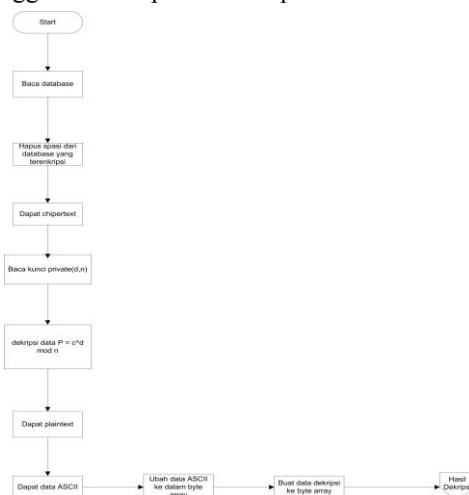 Start
Baca database
Hapus spasi dari
database yang
terenkripsi
Dapat chipertext
Baca kunci private(d,n)
dekripsi data P = c^d
mod n
Dapat plaintext
Dapat data ASCII
Ubah data ASCII
ke dalam byte
array
Buat data dekripsi
ke byte array
Hasil